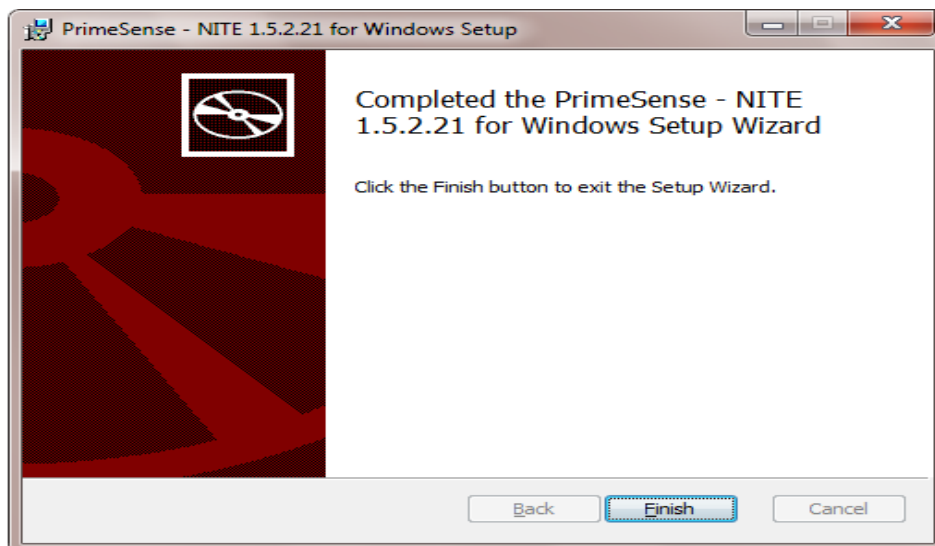 PrimeSense - NITE 1.5.2.21 for Windows Setup
Completed the PrimeSense - NITE
1.5.2.21 for Windows Setup Wizard
Click the Finish button to exit the Setup Wizard.
Back Finish Cancel